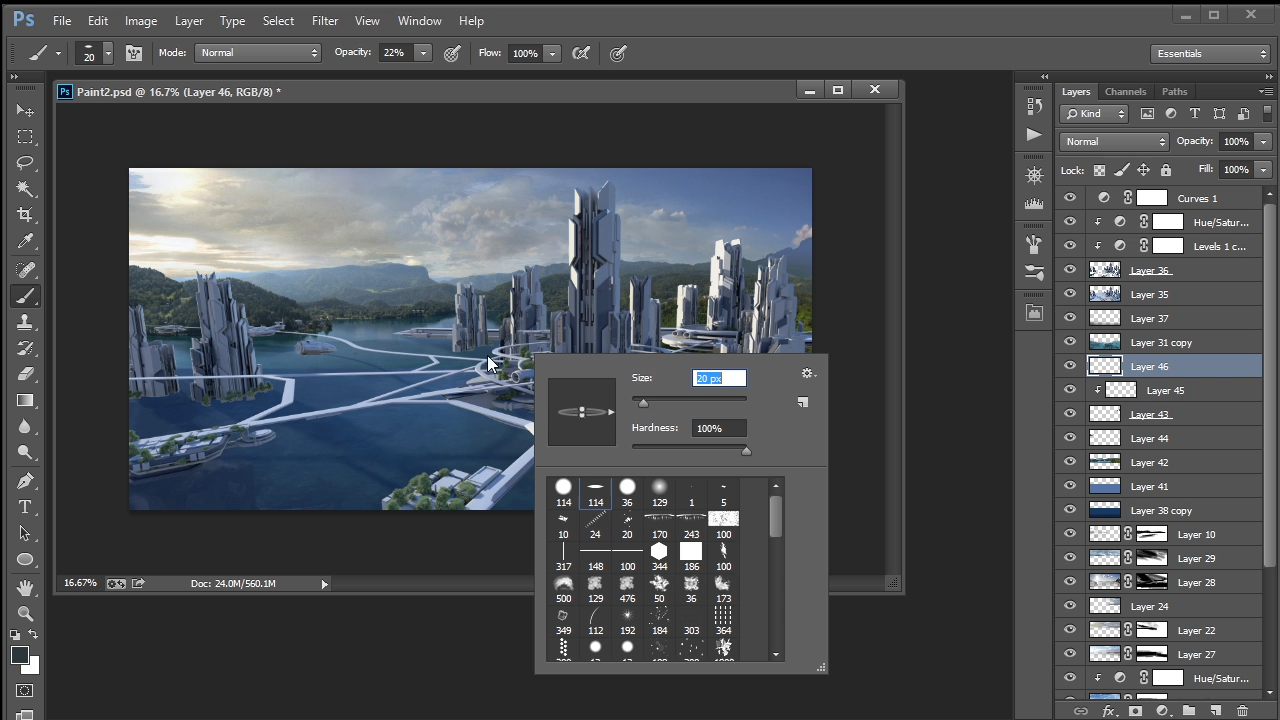 Ps File Edit Image Layer Type Select Filter View Window Help
20 Mode: Normal Opacity: 22% Flow: 100% Essentials
Ps Paint2.psd @ 16.7% (Layer 46, RGB/8) *
16.67% Doc: 24.0M/560.1M
Size: 20 px
Hardness: 100%
114 114 36 129 1 5
10 24 20 170 243 100
317 148 100 344 186 100
500 129 476 50 36 173
349 112 192 184 303 364
Layers Channels Paths
Kind T
Normal Opacity: 100%
Lock: Fill: 100%
Curves 1
Hue/Satur...
Levels 1 c...
Layer 36
Layer 35
Layer 37
Layer 31 copy
Layer 46
Layer 45
Layer 43
Layer 44
Layer 42
Layer 41
Layer 38 copy
Layer 10
Layer 29
Layer 28
Layer 24
Layer 22
Layer 27
Hue/Satur...
fx
T